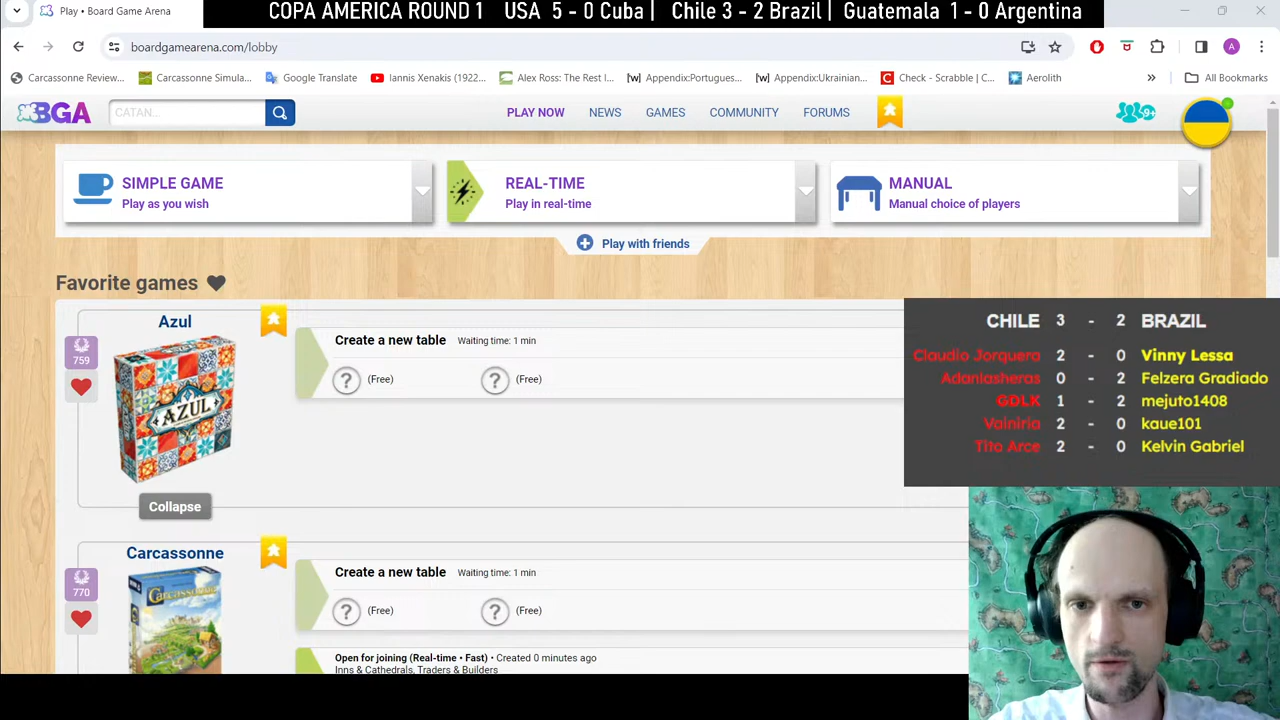 COPA AMERICA ROUND 1 USA 5 - 0 Cuba | Chile 3 - 2 Brazil | Guatemala 1 - 0 Argentina
Play • Board Game Arena
boardgamearena.com/lobby
Carcassonne Review... Carcassonne Simula... Google Translate Iannis Xenakis (1922... Alex Ross: The Rest I... [w] Appendix:Portugues... [w] Appendix:Ukrainian... Check - Scrabble | C... Aerolith » All Bookmarks
BGA CATAN... PLAY NOW NEWS GAMES COMMUNITY FORUMS 9+
SIMPLE GAME
Play as you wish
REAL-TIME
Play in real-time
MANUAL
Manual choice of players
Play with friends
Favorite games
Azul
759
AZUL
Collapse
Create a new table Waiting time: 1 min
? (Free) ? (Free)
CHILE 3 - 2 BRAZIL
Claudio Jorquera 2 - 0 Vinny Lessa
Adanlasheras 0 - 2 Felzera Gradiado
GDLK 1 - 2 mejuto1408
Valniria 2 - 0 kaue101
Tito Arce 2 - 0 Kelvin Gabriel
Carcassonne
770
Carcassonne
Create a new table Waiting time: 1 min
? (Free) ? (Free)
Open for joining (Real-time • Fast) • Created 0 minutes ago
Inns & Cathedrals, Traders & Builders